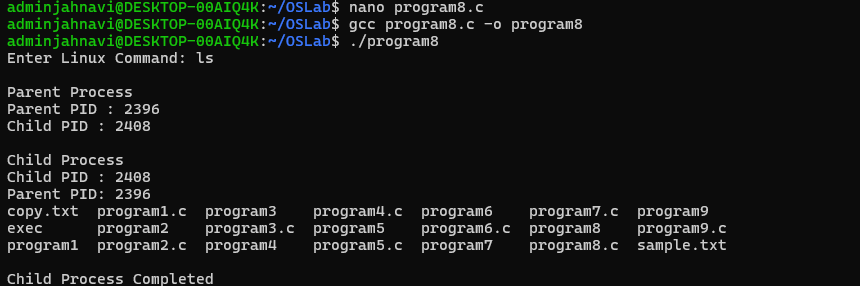 adminjahnavi@DESKTOP-00AIQ4K:~/OSLab$ nano program8.c
adminjahnavi@DESKTOP-00AIQ4K:~/OSLab$ gcc program8.c -o program8
adminjahnavi@DESKTOP-00AIQ4K:~/OSLab$ ./program8
Enter Linux Command: ls

Parent Process
Parent PID : 2396
Child PID : 2408

Child Process
Child PID : 2408
Parent PID: 2396
copy.txt  program1.c  program3    program4.c  program6    program7.c  program9
exec      program2    program3.c  program5    program6.c  program8    program9.c
program1  program2.c  program4    program5.c  program7    program8.c  sample.txt

Child Process Completed